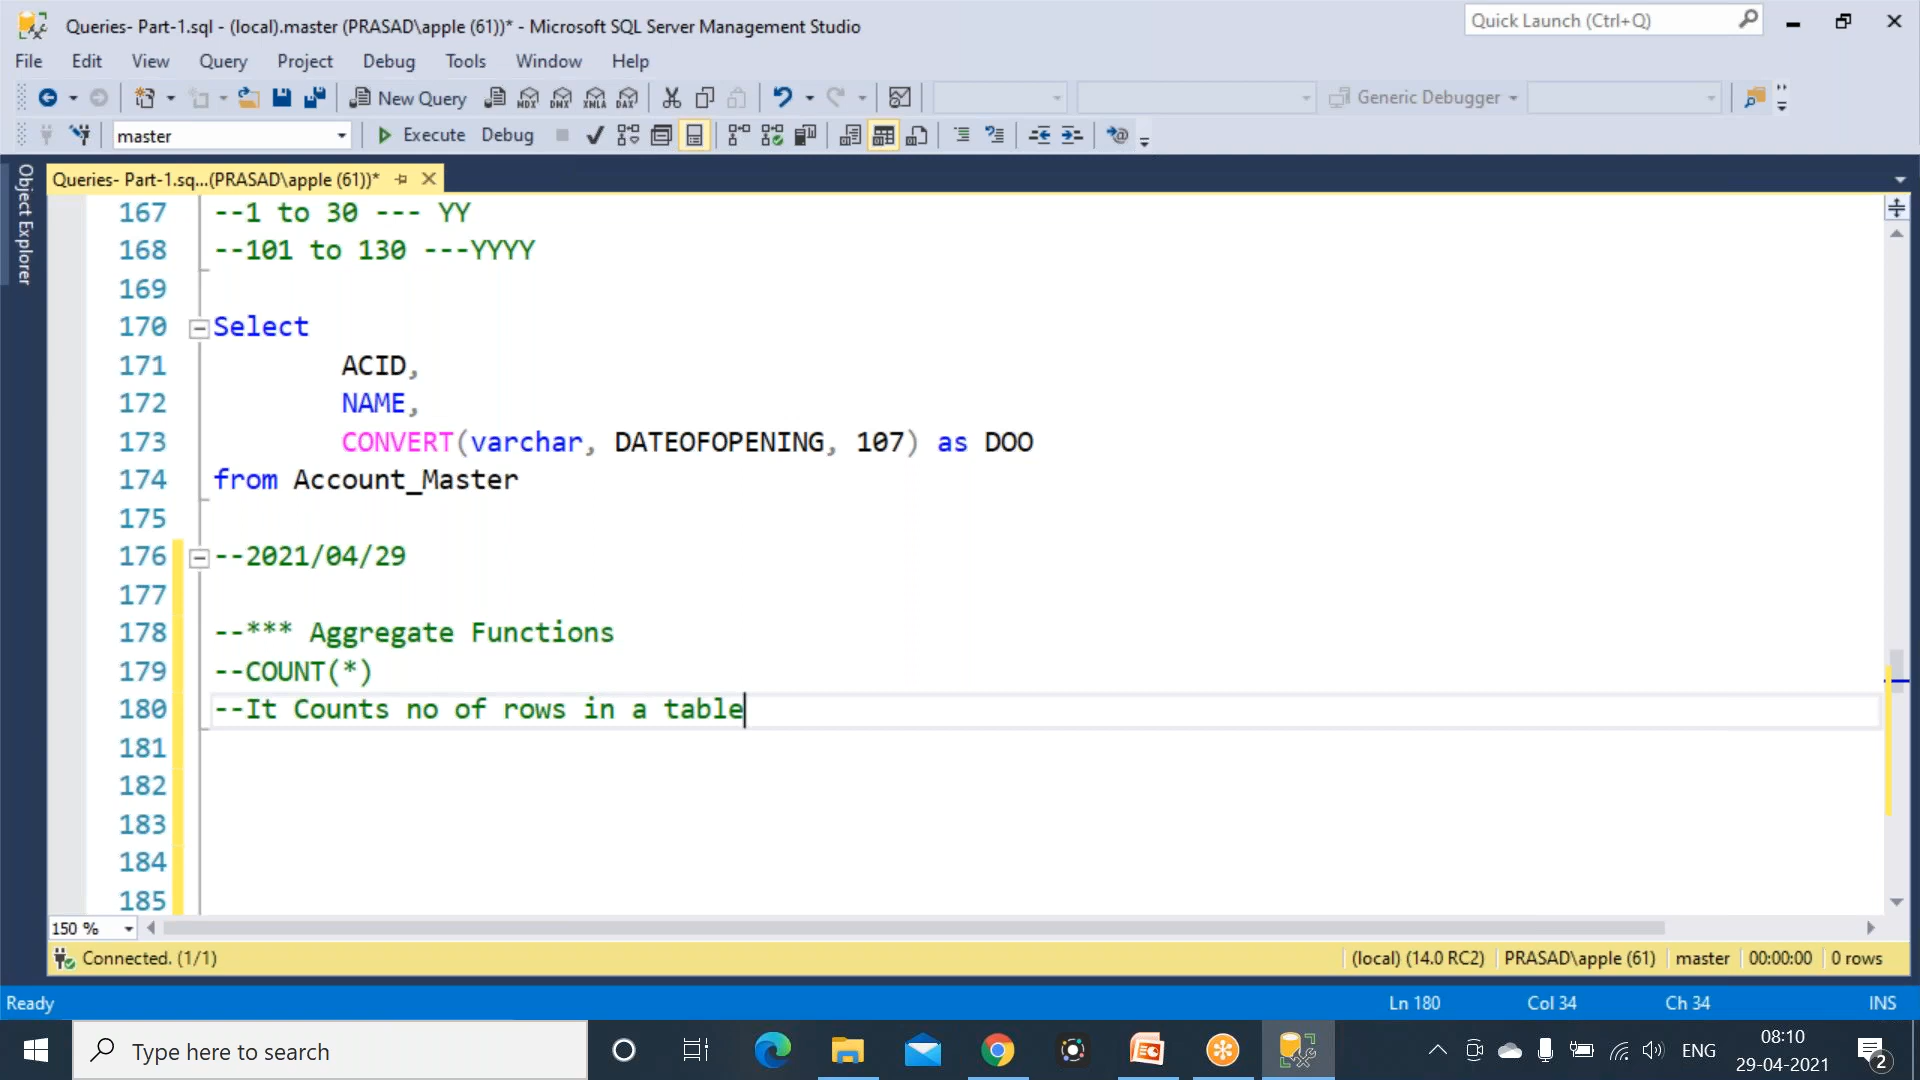 Queries- Part-1.sql - (local).master (PRASAD\apple (61))* - Microsoft SQL Server Management Studio
Quick Launch (Ctrl+Q)
File Edit View Query Project Debug Tools Window Help
New Query MDX DMX XMLA DAX Generic Debugger
master Execute Debug
Object Explorer
Queries- Part-1.sq...(PRASAD\apple (61))*
167 --1 to 30 --- YY
168 --101 to 130 ---YYYY
169
170 Select
171 ACID,
172 NAME,
173 CONVERT(varchar, DATEOFOPENING, 107) as DOO
174 from Account_Master
175
176 --2021/04/29
177
178 --*** Aggregate Functions
179 --COUNT(*)
180 --It Counts no of rows in a table
181
182
183
184
185
150 %
Connected. (1/1) (local) (14.0 RC2) PRASAD\apple (61) master 00:00:00 0 rows
Ready Ln 180 Col 34 Ch 34 INS
Type here to search ENG 08:10
29-04-2021 2